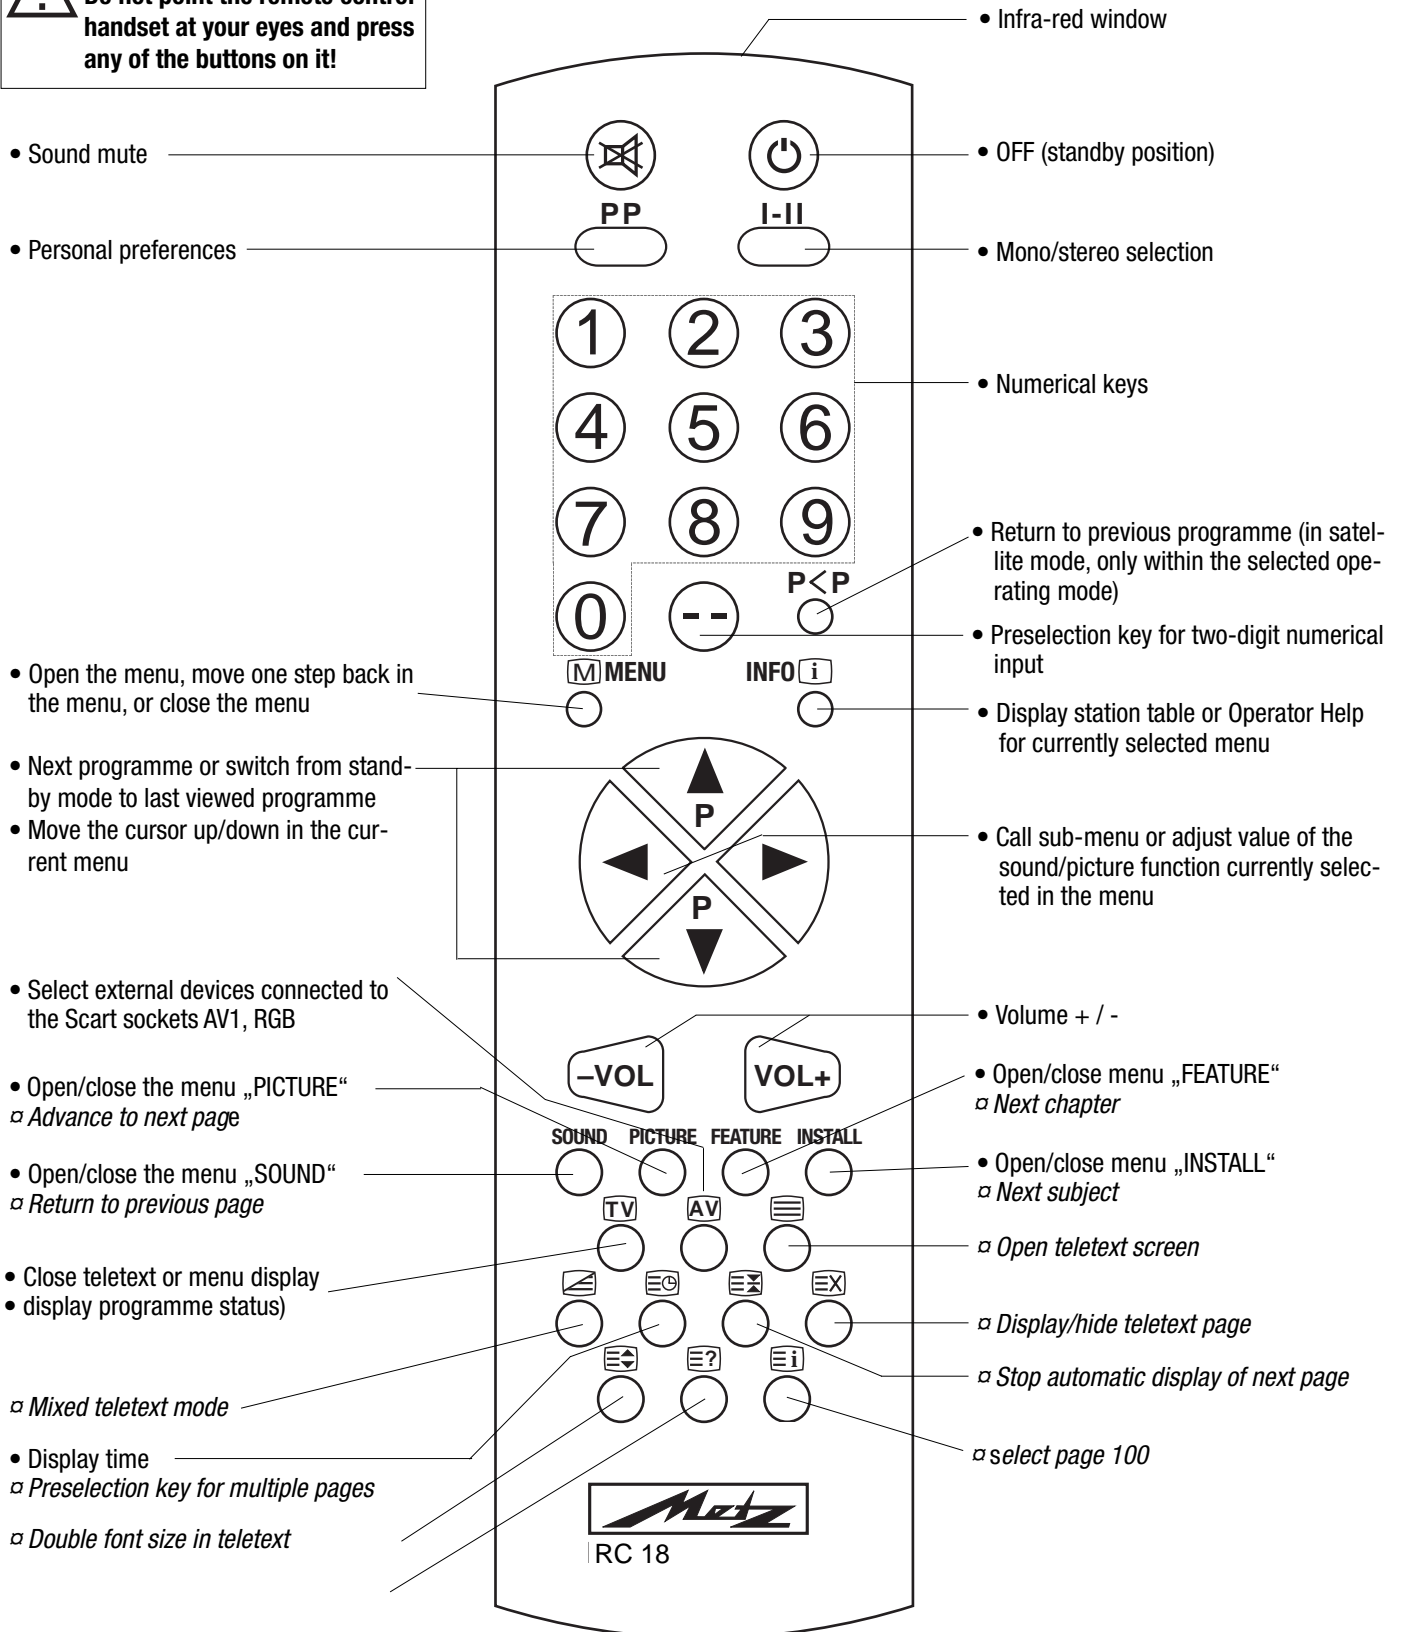 Do not point the remote control
handset at your eyes and press
any of the buttons on it!
• Infra-red window
• Sound mute
• OFF (standby position)
PP
I-II
• Personal preferences
• Mono/stereo selection
1 2 3
• Numerical keys
4 5 6
7 8 9
• Return to previous programme (in satel-
lite mode, only within the selected ope-
rating mode)
P<P
0 --
• Preselection key for two-digit numerical
input
M MENU
INFO i
• Open the menu, move one step back in
the menu, or close the menu
• Display station table or Operator Help
for currently selected menu
• Next programme or switch from stand-
by mode to last viewed programme
• Move the cursor up/down in the cur-
rent menu
P
P
• Call sub-menu or adjust value of the
sound/picture function currently selec-
ted in the menu
• Select external devices connected to
the Scart sockets AV1, RGB
• Volume + / -
–VOL
VOL+
• Open/close the menu „PICTURE“
¤ Advance to next page
• Open/close menu „FEATURE“
¤ Next chapter
SOUND PICTURE FEATURE INSTALL
• Open/close the menu „SOUND“
¤ Return to previous page
• Open/close menu „INSTALL“
¤ Next subject
TV AV
¤ Open teletext screen
• Close teletext or menu display
• display programme status)
X
¤ Display/hide teletext page
? i
¤ Stop automatic display of next page
¤ Mixed teletext mode
• Display time
¤ Preselection key for multiple pages
¤ select page 100
¤ Double font size in teletext
Metz
RC 18